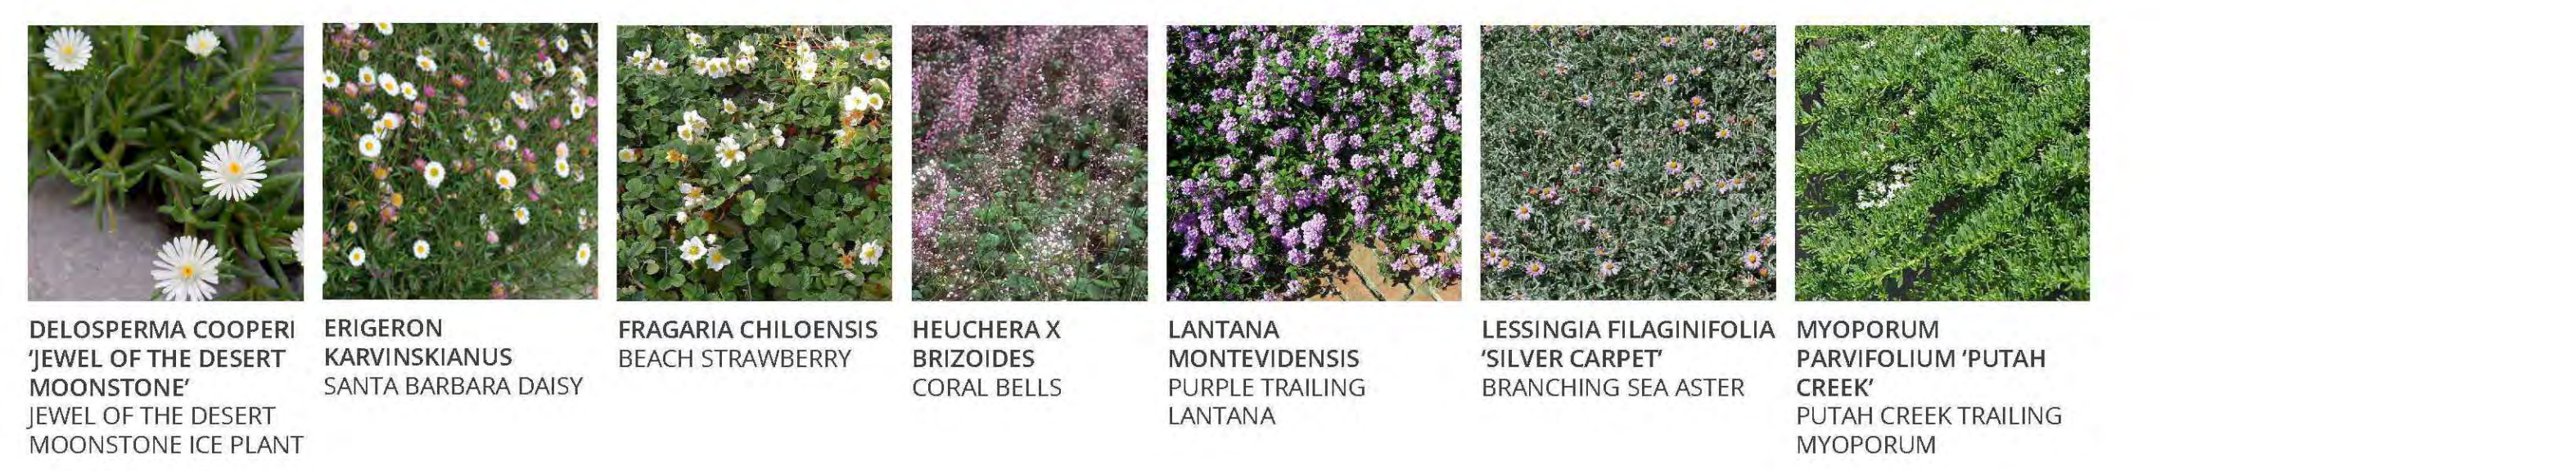 DELOSPERMA COOPERI
‘JEWEL OF THE DESERT
MOONSTONE’
JEWEL OF THE DESERT
MOONSTONE ICE PLANT
ERIGERON
KARVINSKIANUS
SANTA BARBARA DAISY
FRAGARIA CHILOENSIS
BEACH STRAWBERRY
HEUCHERA X
BRIZOIDES
CORAL BELLS
LANTANA
MONTEVIDENSIS
PURPLE TRAILING
LANTANA
LESSINGIA FILAGINIFOLIA
‘SILVER CARPET’
BRANCHING SEA ASTER
MYOPORUM
PARVIFOLIUM ‘PUTAH
CREEK’
PUTAH CREEK TRAILING
MYOPORUM